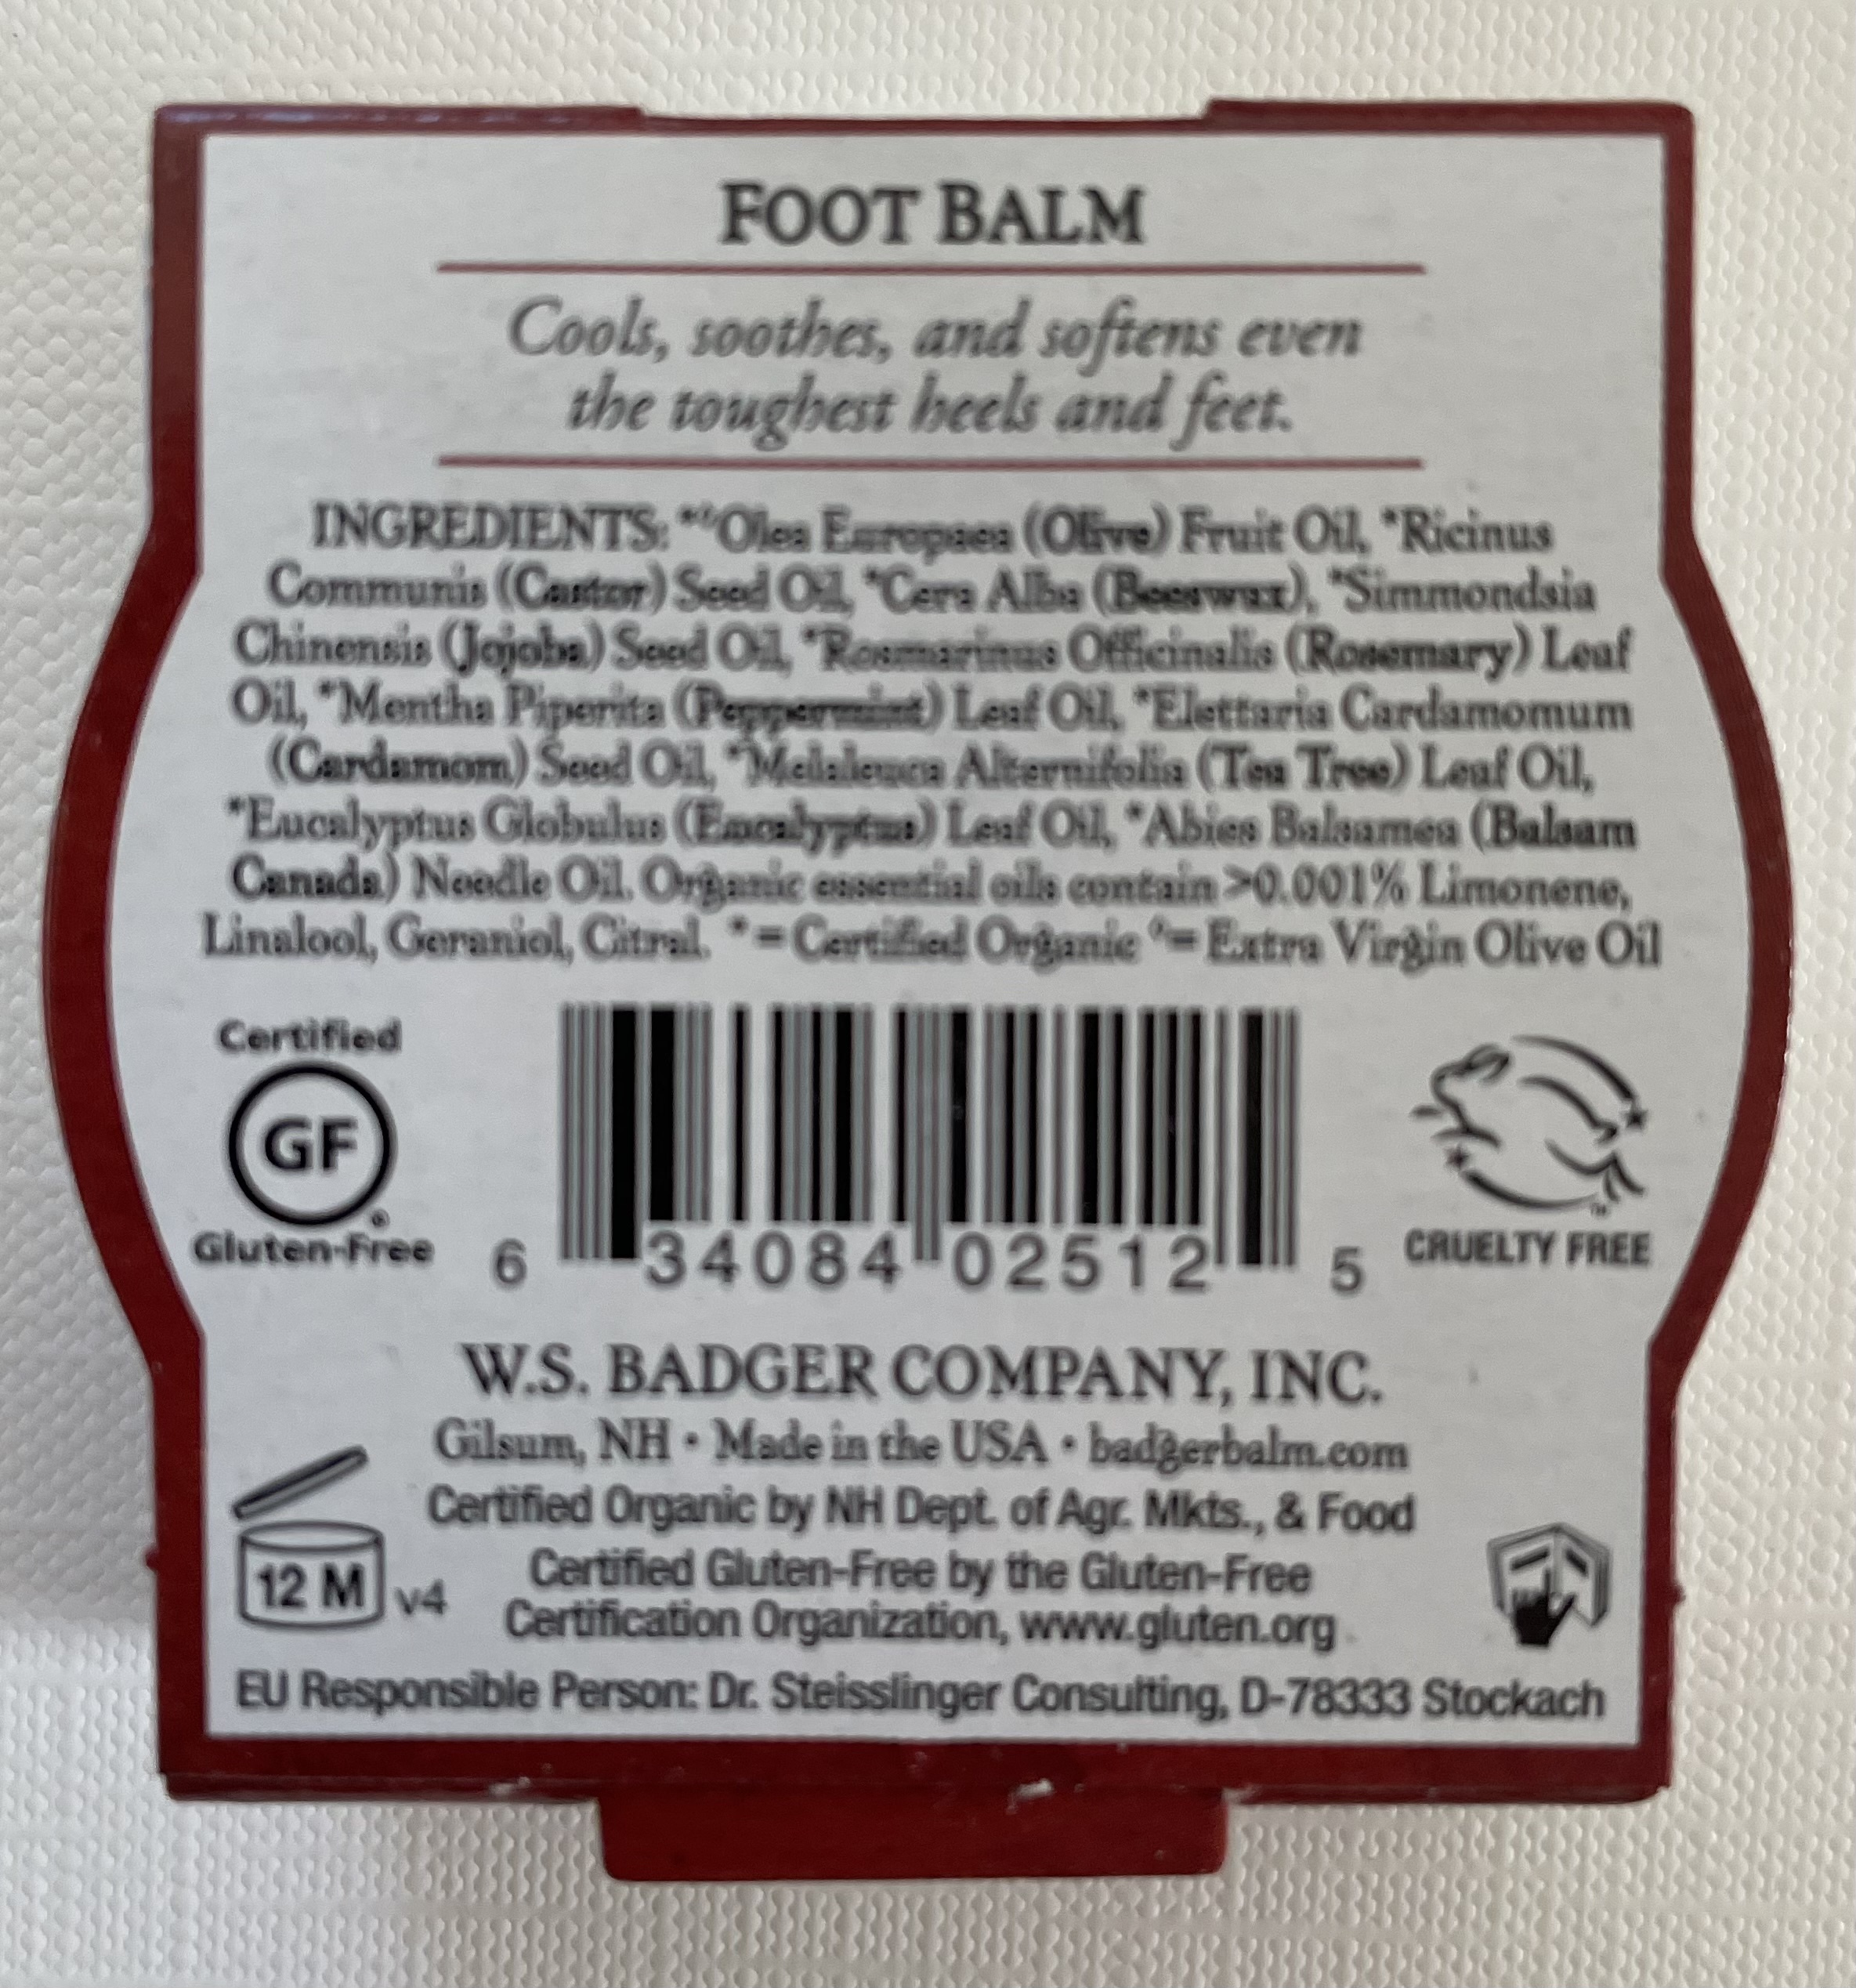 FOOT BALM
Cools, soothes, and softens even
the toughest heels and feet.
INGREDIENTS: *°Olea Europaea (Olive) Fruit Oil, *Ricinus
Communis (Castor) Seed Oil, *Cera Alba (Beeswax), *Simmondsia
Chinensis (Jojoba) Seed Oil, *Rosmarinus Officinalis (Rosemary) Leaf
Oil, *Mentha Piperita (Peppermint) Leaf Oil, *Elettaria Cardamomum
(Cardamom) Seed Oil, *Melaleuca Alternifolia (Tea Tree) Leaf Oil,
*Eucalyptus Globulus (Eucalyptus) Leaf Oil, *Abies Balsamea (Balsam
Canada) Needle Oil. Organic essential oils contain >0.001% Limonene,
Linalool, Geraniol, Citral. * = Certified Organic °= Extra Virgin Olive Oil
Certified
GF
®
Gluten-Free
6 34084 02512 5
TM
CRUELTY FREE
W.S. BADGER COMPANY, INC.
Gilsum, NH • Made in the USA • badgerbalm.com
Certified Organic by NH Dept. of Agr. Mkts., & Food
Certified Gluten-Free by the Gluten-Free
Certification Organization, www.gluten.org
12 M v4
EU Responsible Person: Dr. Steisslinger Consulting, D-78333 Stockach